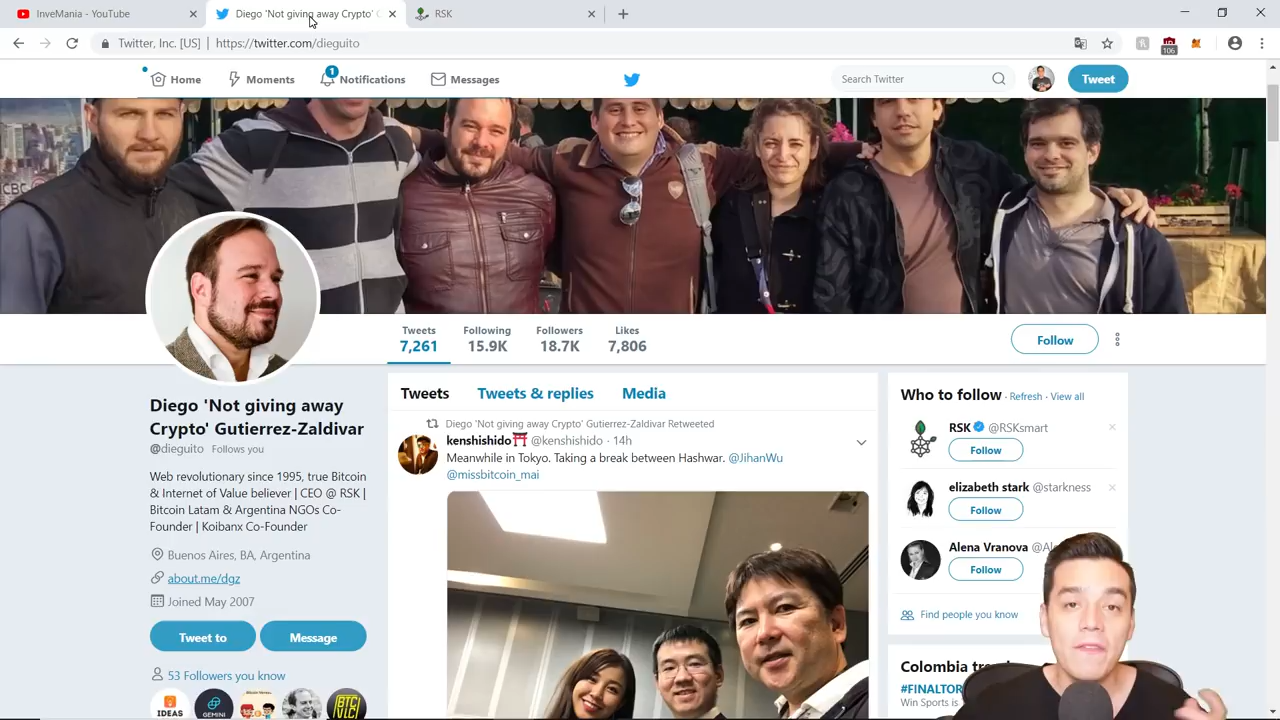 InveMania - YouTube
Diego 'Not giving away Crypto'
RSK
Twitter, Inc. [US]
https://twitter.com/dieguito
106
Home
Moments
1
Notifications
Messages
Search Twitter
Tweet
CBC
Tweets
7,261
Following
15.9K
Followers
18.7K
Likes
7,806
Follow
Diego 'Not giving away
Crypto' Gutierrez-Zaldivar
@dieguito Follows you
Web revolutionary since 1995, true Bitcoin
& Internet of Value believer | CEO @ RSK |
Bitcoin Latam & Argentina NGOs Co-
Founder | Koibanx Co-Founder
Buenos Aires, BA, Argentina
about.me/dgz
Joined May 2007
Tweet to
Message
53 Followers you know
IDEAS
GEMINI
BTC
Tweets
Tweets & replies
Media
Diego 'Not giving away Crypto' Gutierrez-Zaldivar Retweeted
kenshishido⛩ @kenshishido · 14h
Meanwhile in Tokyo. Taking a break between Hashwar. @JihanWu
@missbitcoin_mai
Who to follow · Refresh · View all
RSK @RSKsmart
Follow
elizabeth stark @starkness
Follow
Alena Vranova
Follow
Find people you know
Colombia
#FINALTOR
Win Sports is